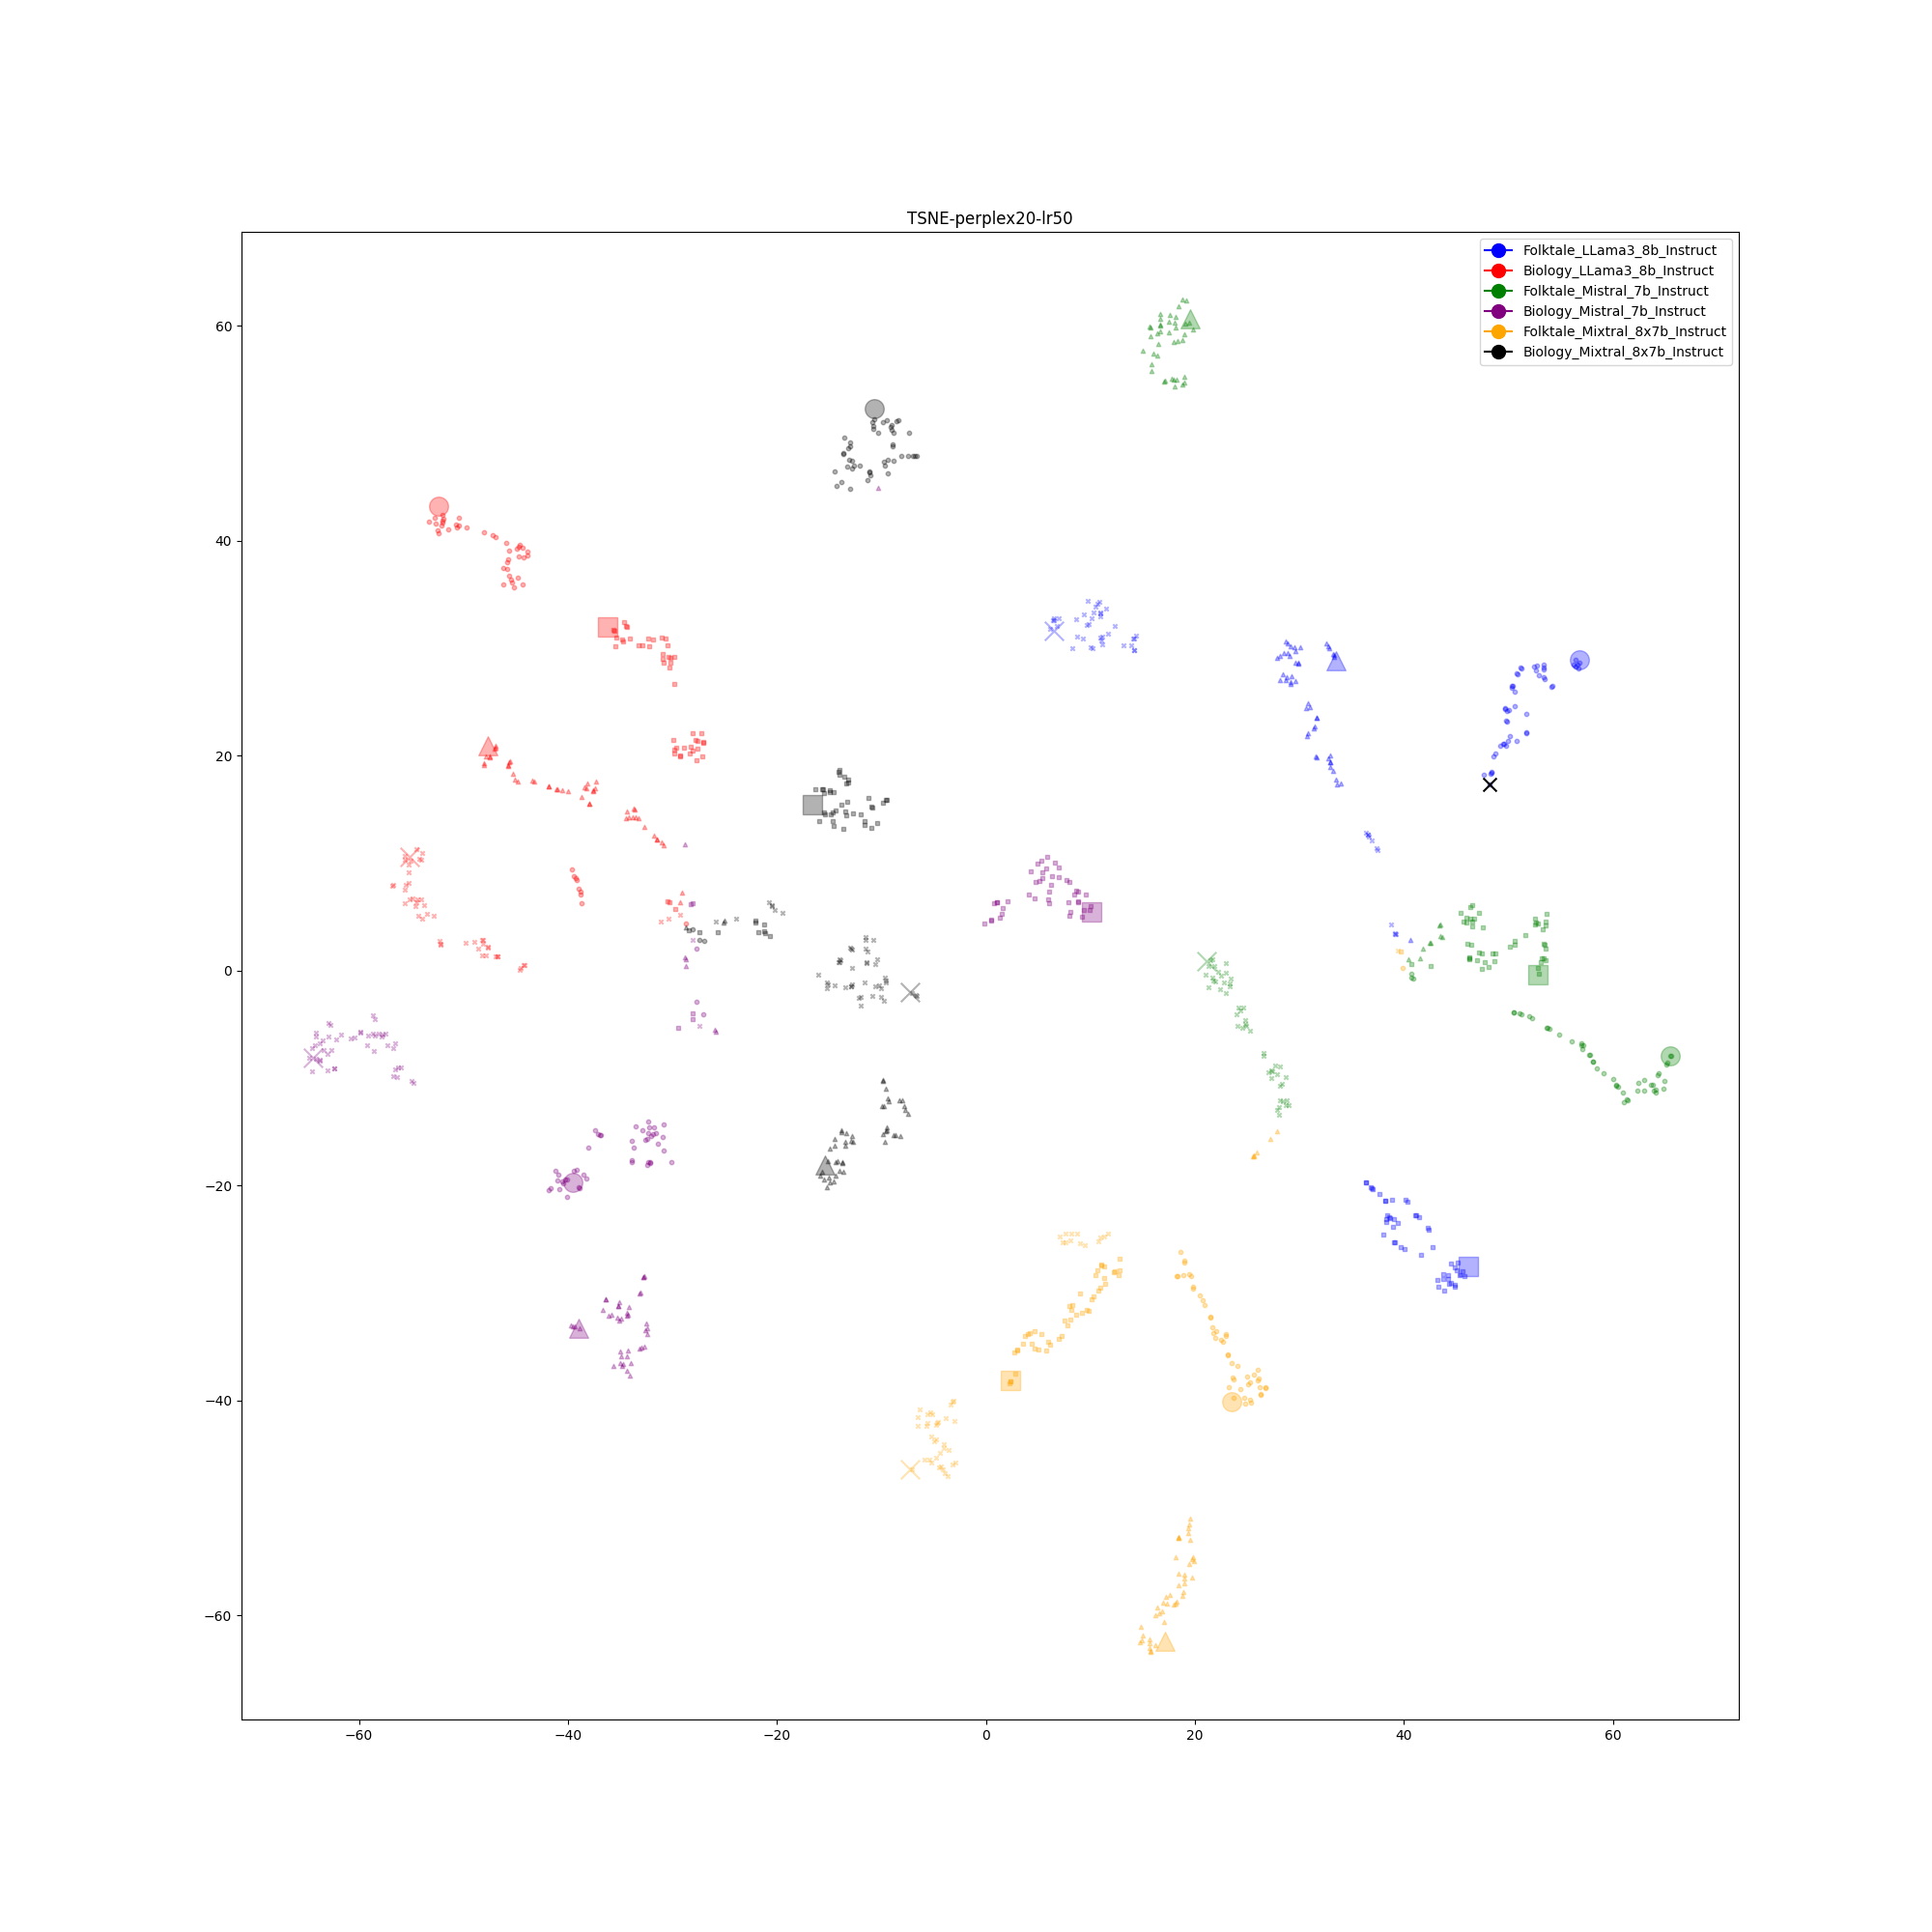 TSNE-perplex20-lr50
Folktale_LLama3_8b_Instruct
Biology_LLama3_8b_Instruct
Folktale_Mistral_7b_Instruct
Biology_Mistral_7b_Instruct
Folktale_Mixtral_8x7b_Instruct
Biology_Mixtral_8x7b_Instruct
60
40
20
0
−20
−40
−60
−60 −40 −20 0 20 40 60